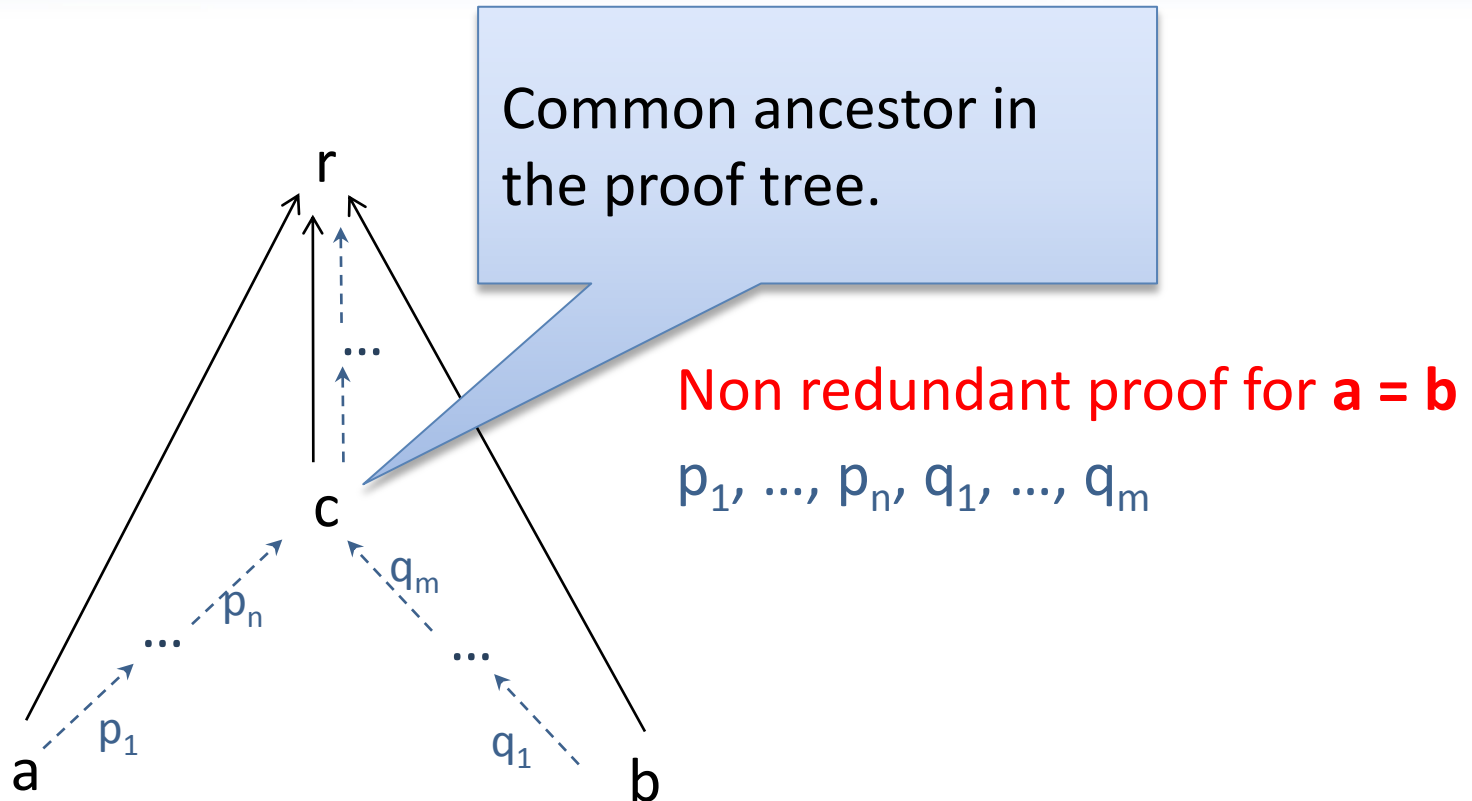 Common ancestor in
the proof tree.
r
...
Non redundant proof for a = b
p1, ..., pn, q1, ..., qm
c
qm
pn
...
...
p1
q1
a
b